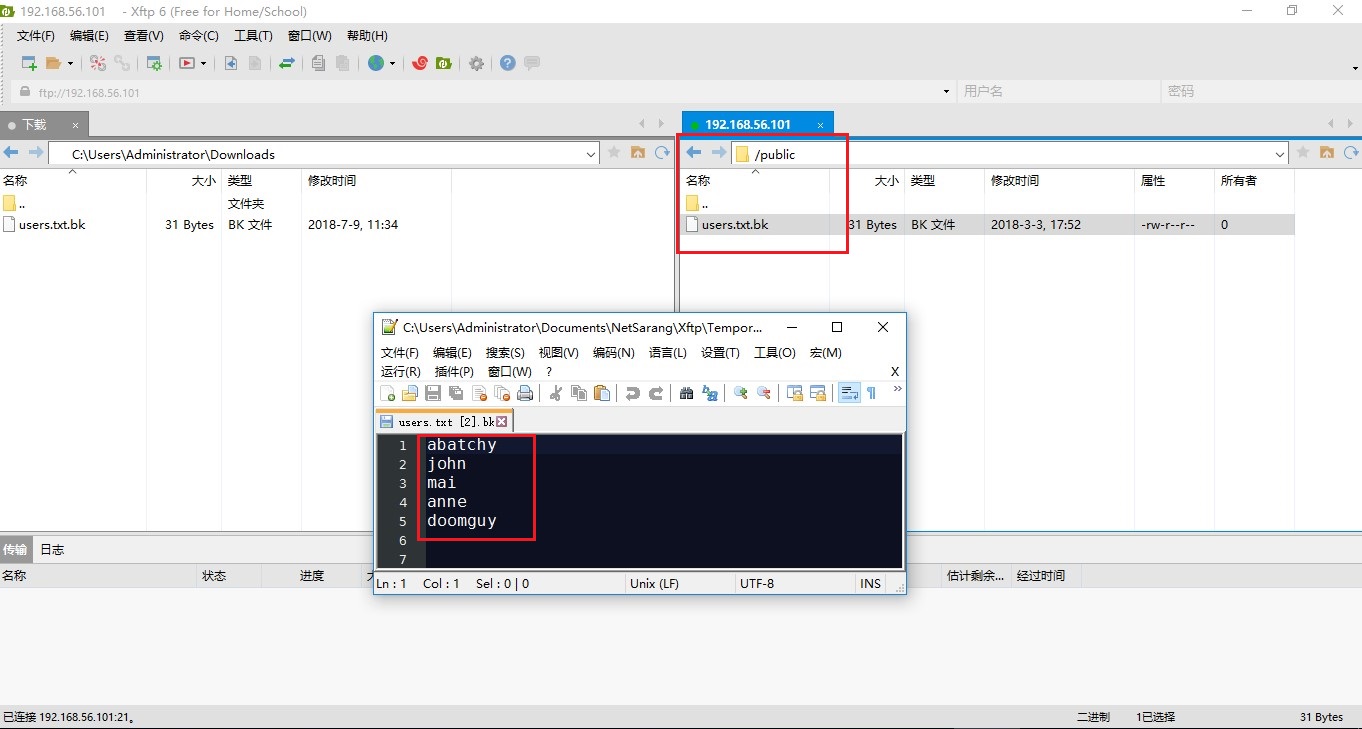 192.168.56.101 - Xftp 6 (Free for Home/School)
文件(F) 编辑(E) 查看(V) 命令(C) 工具(T) 窗口(W) 帮助(H)
ftp://192.168.56.101 用户名 密码
下载 × 192.168.56.101 ×
C:\Users\Administrator\Downloads /public
名称 大小 类型 修改时间 名称 大小 类型 修改时间 属性 所有者
.. 文件夹 ..
users.txt.bk 31 Bytes BK 文件 2018-7-9, 11:34 users.txt.bk 31 Bytes BK 文件 2018-3-3, 17:52 -rw-r--r-- 0
C:\Users\Administrator\Documents\NetSarang\Xftp\Tempor...
文件(F) 编辑(E) 搜索(S) 视图(V) 编码(N) 语言(L) 设置(T) 工具(O) 宏(M)
运行(R) 插件(P) 窗口(W) ? X
users.txt [2].bk
1 abatchy
2 john
3 mai
4 anne
5 doomguy
6
7
Ln : 1 Col : 1 Sel : 0 | 0 Unix (LF) UTF-8 INS
传输 日志
名称 状态 进度 估计剩余... 经过时间
已连接 192.168.56.101:21。 二进制 1已选择 31 Bytes